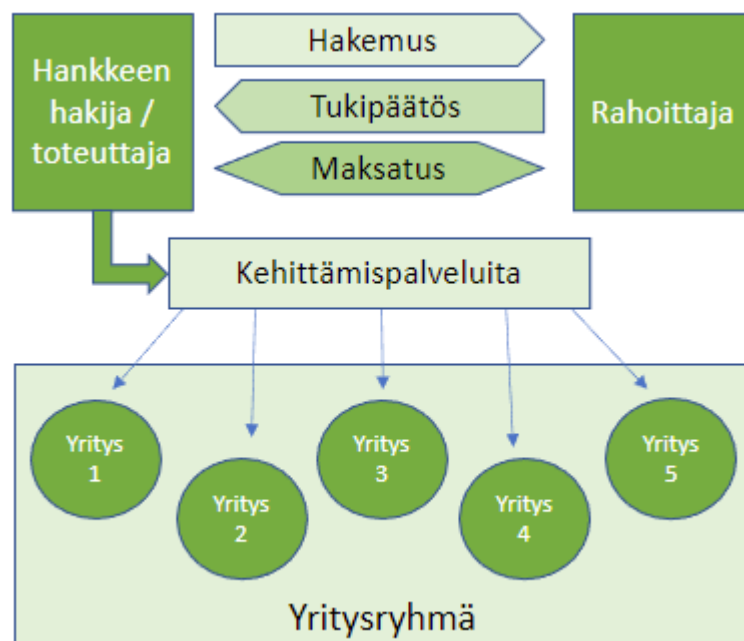 Hankkeen
hakija /
toteuttaja
Hakemus
Tukipäätös
Maksatus
Rahoittaja
Kehittämispalveluita
Yritys
1
Yritys
2
Yritys
3
Yritys
4
Yritys
5
Yritysryhmä